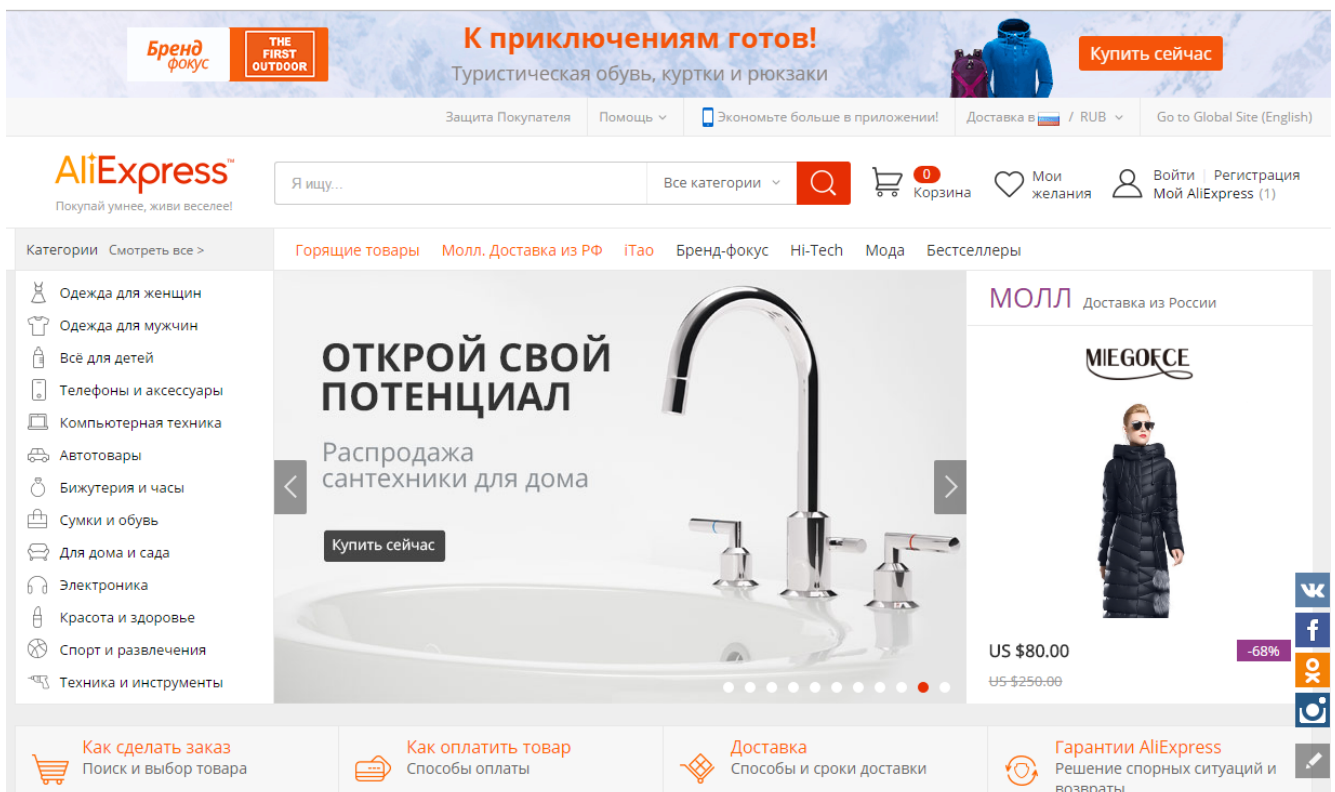 Бренд
фокус
THE
FIRST
OUTDOOR
К приключениям готов!
Туристическая обувь, куртки и рюкзаки
Купить сейчас
Защита Покупателя
Помощь
Экономьте больше в приложении!
Доставка в / RUB
Go to Global Site (English)
AliExpress™
Покупай умнее, живи веселее!
Я ищу...
Все категории
0
Корзина
Мои
желания
Войти | Регистрация
Мой AliExpress (1)
Категории Смотреть все >
Горящие товары Молл. Доставка из РФ iTao Бренд-фокус Hi-Tech Мода Бестселлеры
Одежда для женщин
Одежда для мужчин
Всё для детей
Телефоны и аксессуары
Компьютерная техника
Автотовары
Бижутерия и часы
Сумки и обувь
Для дома и сада
Электроника
Красота и здоровье
Спорт и развлечения
Техника и инструменты
ОТКРОЙ СВОЙ
ПОТЕНЦИАЛ
Распродажа
сантехники для дома
Купить сейчас
МОЛЛ Доставка из России
MIEGOFCE
US $80.00
-68%
US $250.00
Как сделать заказ
Поиск и выбор товара
Как оплатить товар
Способы оплаты
Доставка
Способы и сроки доставки
Гарантии AliExpress
Решение спорных ситуаций и
возвраты